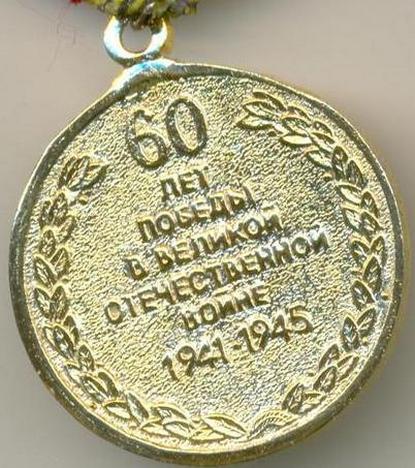 60
ЛЕТ
ПОБЕДЫ
В ВЕЛИКОЙ
ОТЕЧЕСТВЕННОЙ
ВОЙНЕ
1941-1945